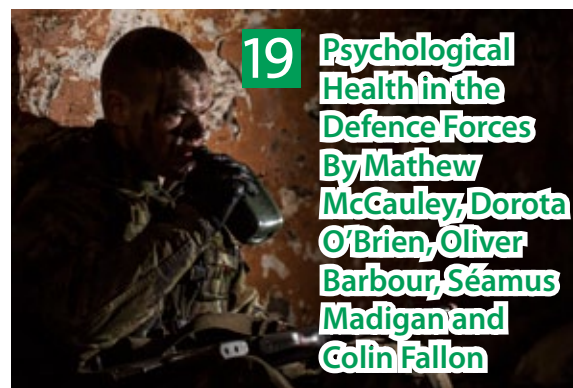 19
Psychological
Health in the
Defence Forces
By Mathew
McCauley, Dorota
O'Brien, Oliver
Barbour, Séamus
Madigan and
Colin Fallon